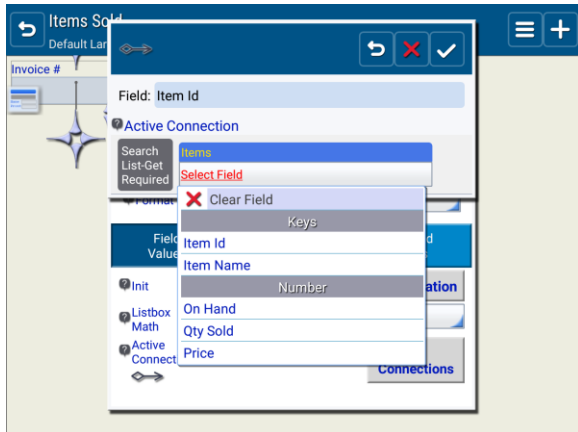 Items Sold
Default Lar
Invoice #
Field: Item Id
Active Connection
Search
List-Get
Required
Items
Select Field
Format
Clear Field
Keys
Field
Value
Item Id
Item Name
Number
Init
ation
On Hand
Listbox
Math
Qty Sold
Active
Connect
Price
Connections